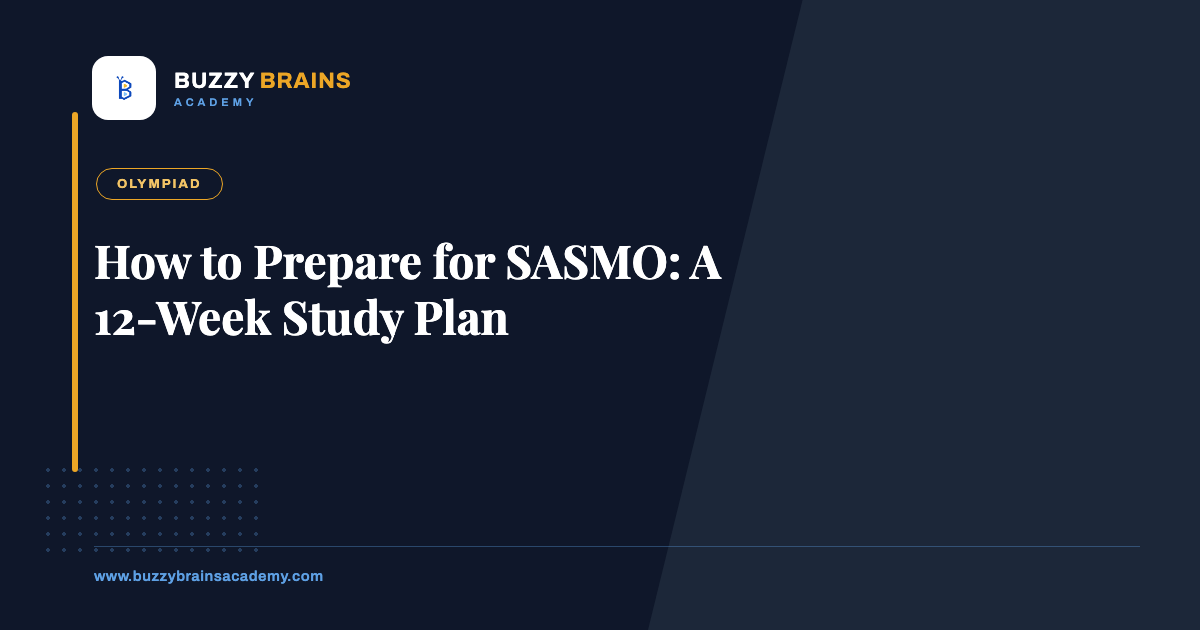 BUZZY BRAINS
ACADEMY
OLYMPIAD
How to Prepare for SASMO: A
12-Week Study Plan
www.buzzybrainsacademy.com